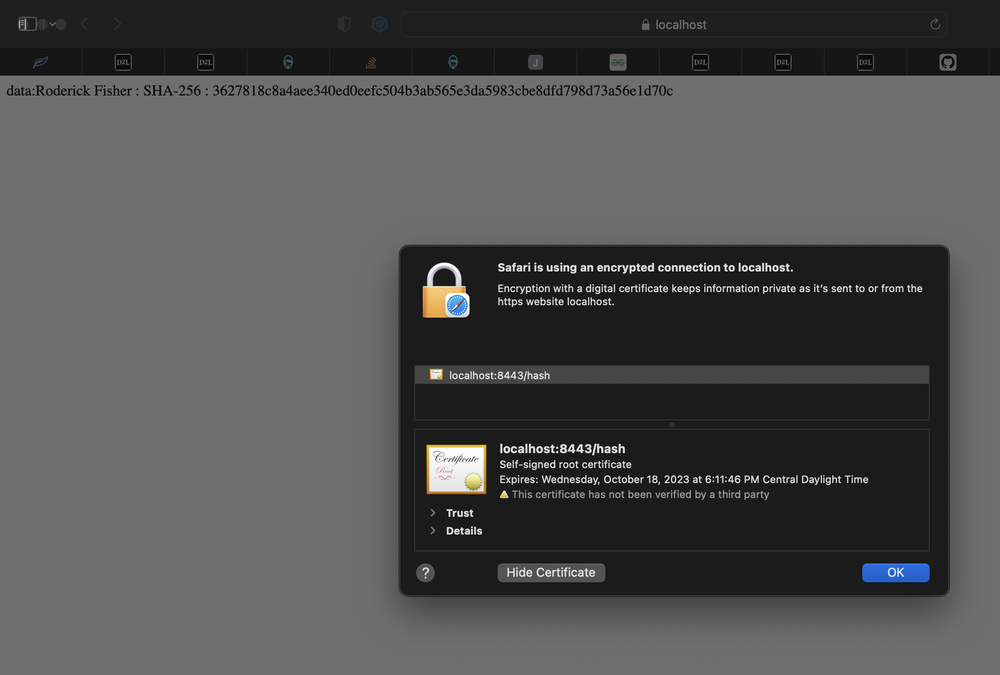 localhost
D2L
D2L
J
D2L
D2L
D2L
data:Roderick Fisher : SHA-256 : 3627818c8a4aee340ed0eefc504b3ab565e3da5983cbe8dfd798d73a56e1d70c
Safari is using an encrypted connection to localhost.
Encryption with a digital certificate keeps information private as it’s sent to or from the
https website localhost.
localhost:8443/hash
Certificate
Root
localhost:8443/hash
Self-signed root certificate
Expires: Wednesday, October 18, 2023 at 6:11:46 PM Central Daylight Time
This certificate has not been verified by a third party
Trust
Details
?
Hide Certificate
OK